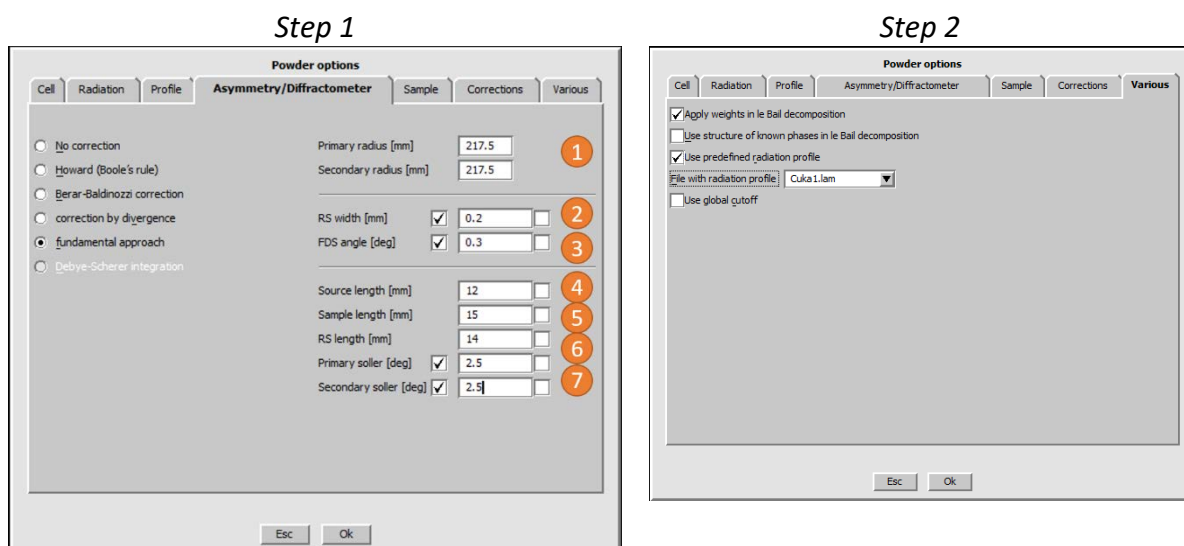 Step 1
Powder options
Cell Radiation Profile Asymmetry/Diffractometer Sample Corrections Various
No correction
Howard (Boole's rule)
Berar-Baldinozzi correction
correction by divergence
fundamental approach
Debye-Scherer integration
Primary radius [mm] 217.5 1
Secondary radius [mm] 217.5
RS width [mm] 0.2 2
FDS angle [deg] 0.3 3
Source length [mm] 12 4
Sample length [mm] 15 5
RS length [mm] 14 6
Primary soller [deg] 2.5
Secondary soller [deg] 2.5 7
Esc Ok
Step 2
Powder options
Cell Radiation Profile Asymmetry/Diffractometer Sample Corrections Various
Apply weights in le Bail decomposition
Use structure of known phases in le Bail decomposition
Use predefined radiation profile
File with radiation profile Cuka1.lam
Use global cutoff
Esc Ok